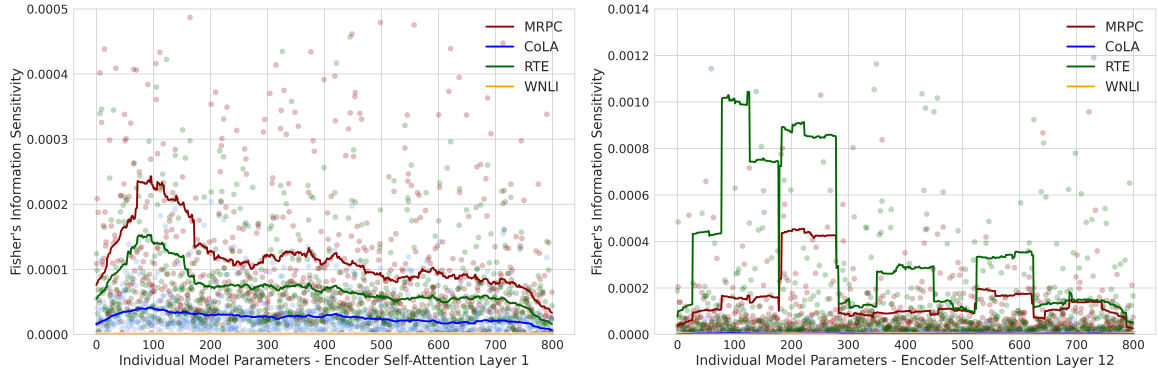 Fisher's Information Sensitivity
0.0005
0.0004
0.0003
0.0002
0.0001
0.0000
MRPC
CoLA
RTE
WNLI
0 100 200 300 400 500 600 700 800
Individual Model Parameters - Encoder Self-Attention Layer 1
Fisher's Information Sensitivity
0.0014
0.0012
0.0010
0.0008
0.0006
0.0004
0.0002
0.0000
MRPC
CoLA
RTE
WNLI
0 100 200 300 400 500 600 700 800
Individual Model Parameters - Encoder Self-Attention Layer 12